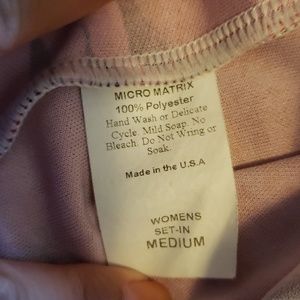 MICRO MATRIX
100% Polyester
Hand Wash or Delicate
Cycle. Mild Soap. No
Bleach. Do Not Wring or
Soak.
Made in the U.S.A
WOMENS
SET-IN
MEDIUM